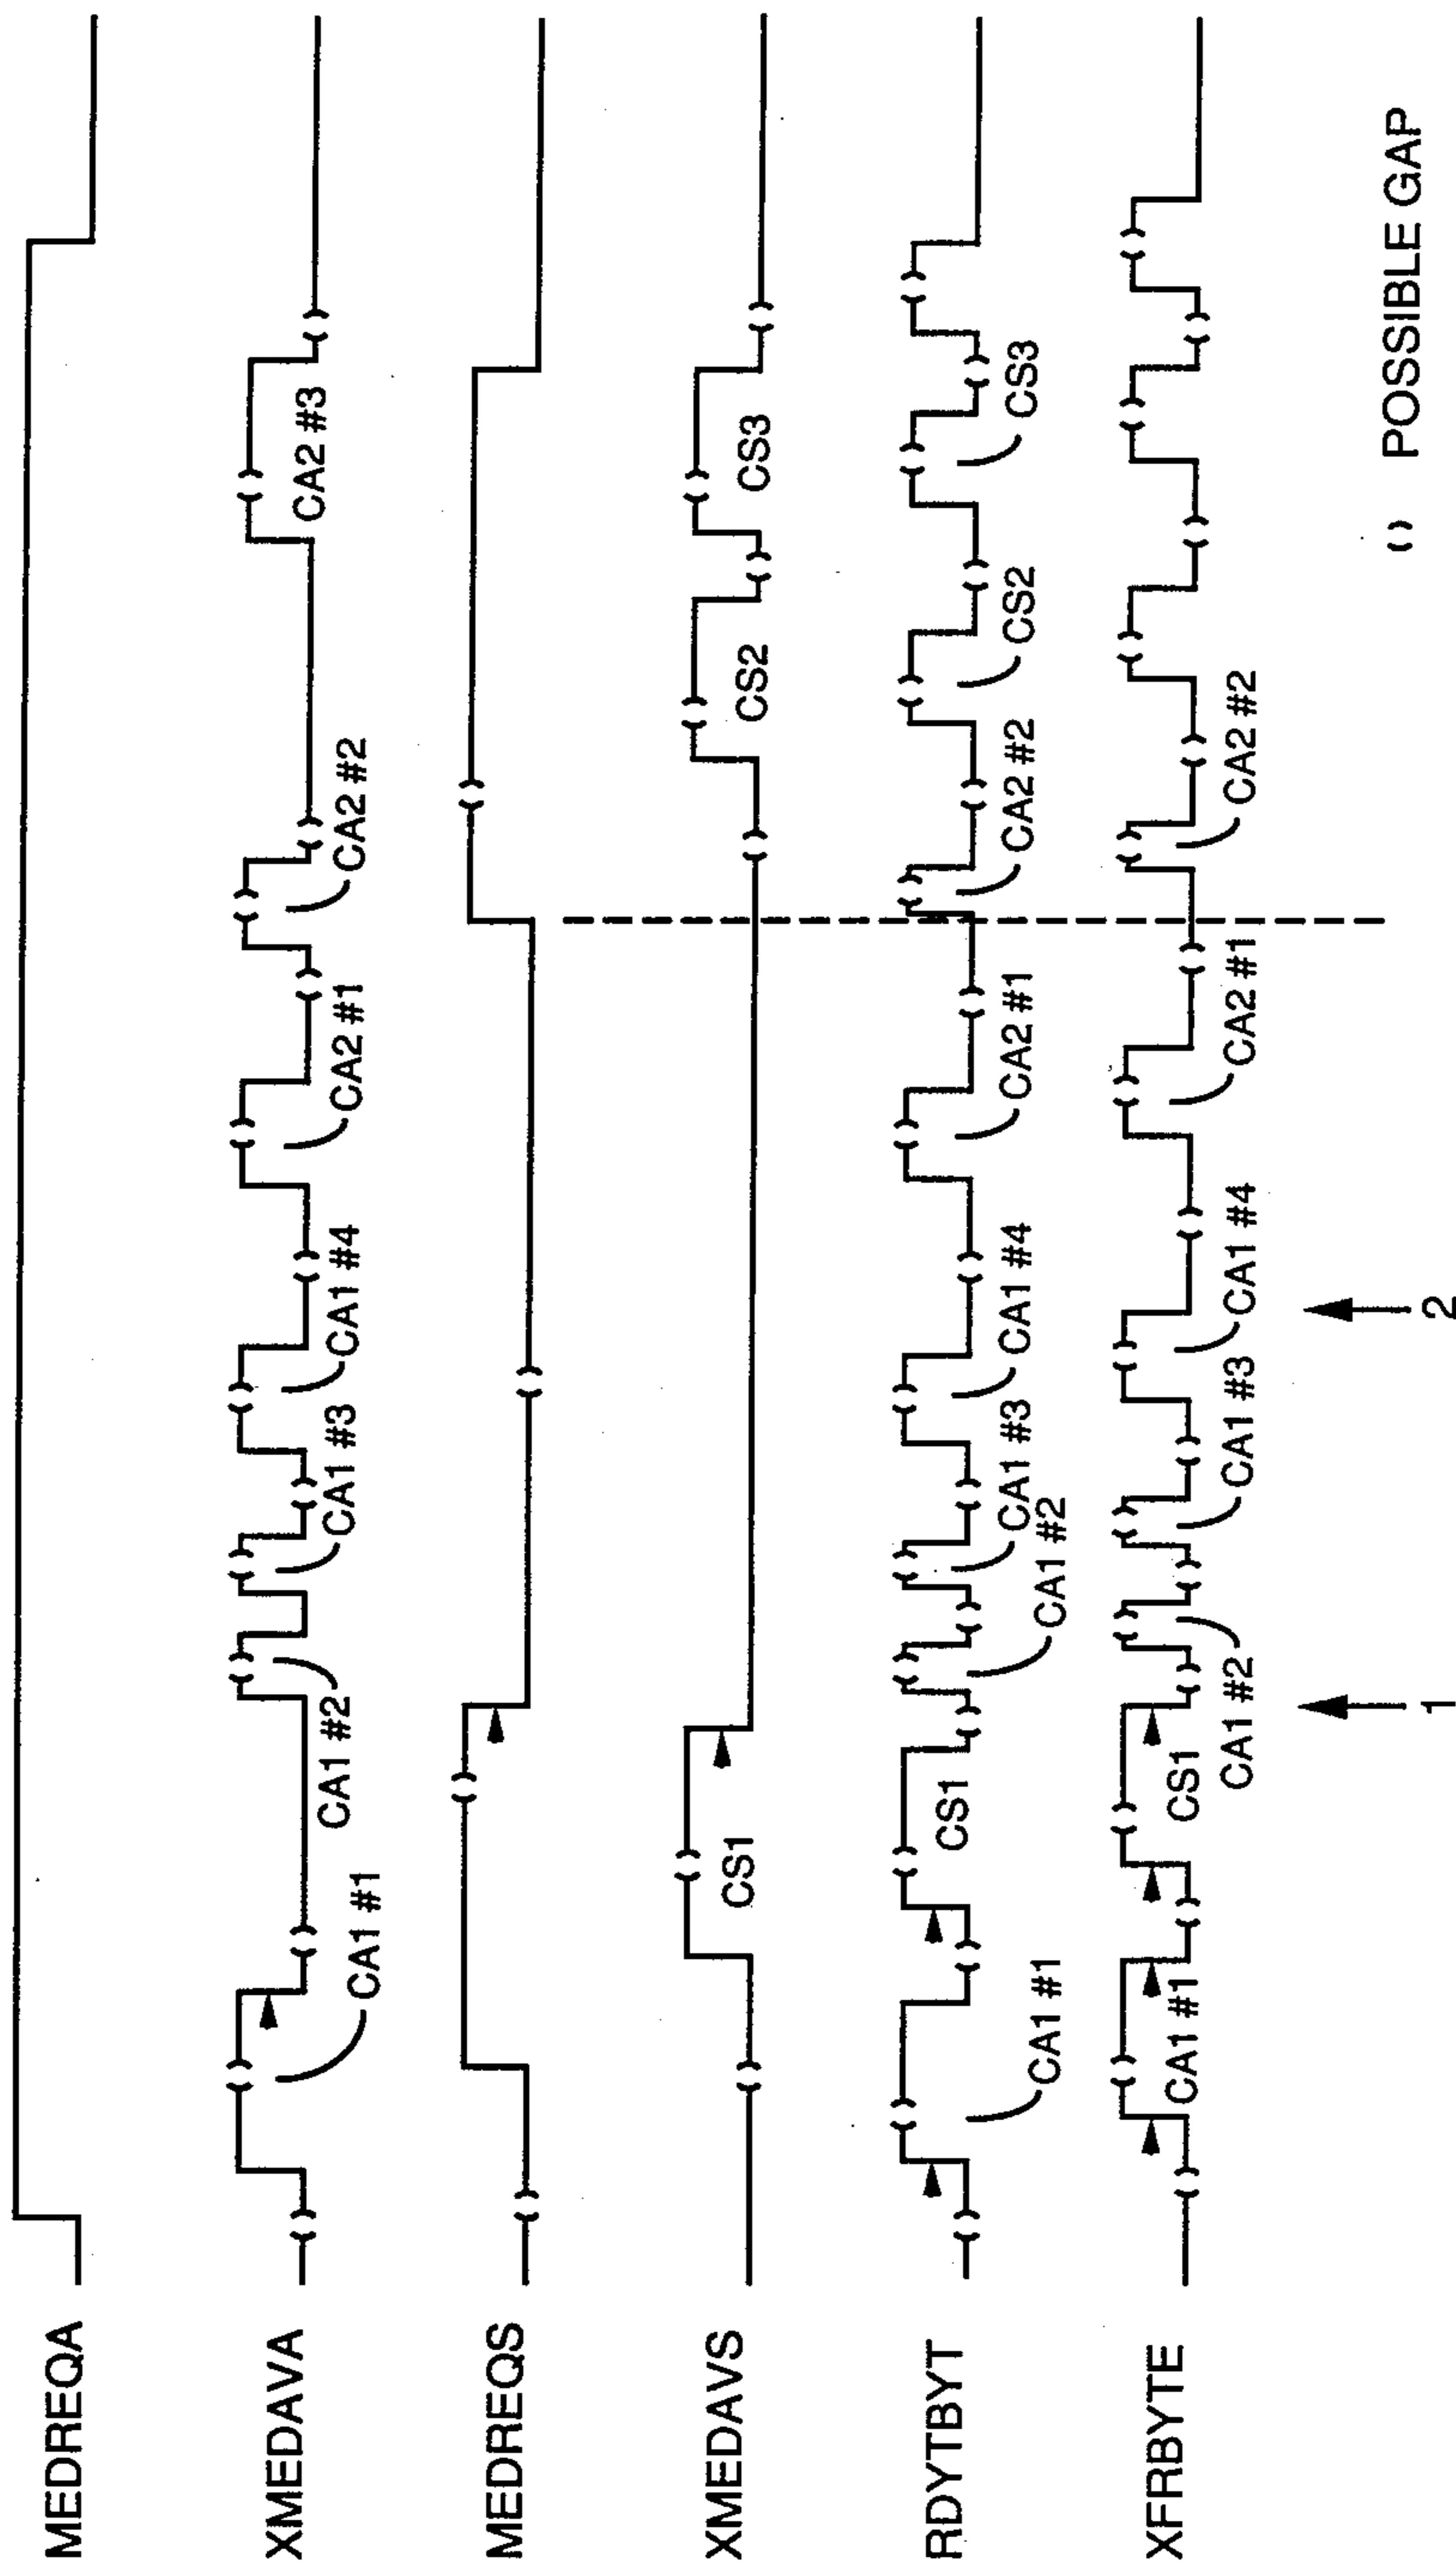 MEDREQA
XMEDAVA
CA1 #1
CA1 #2
CA1 #3
CA1 #4
CA2 #1
CA2 #2
CA2 #3
MEDREQS
XMEDAVS
CS1
CS2
CS3
RDYTBYT
CA1 #1
CS1
CA1 #2
CA1 #3
CA1 #4
CA2 #1
CA2 #2
CS2
CS3
XFRBYTE
CA1 #1
CS1
CA1 #2
CA1 #3
CA1 #4
CA2 #1
CA2 #2
1
2
( ) POSSIBLE GAP